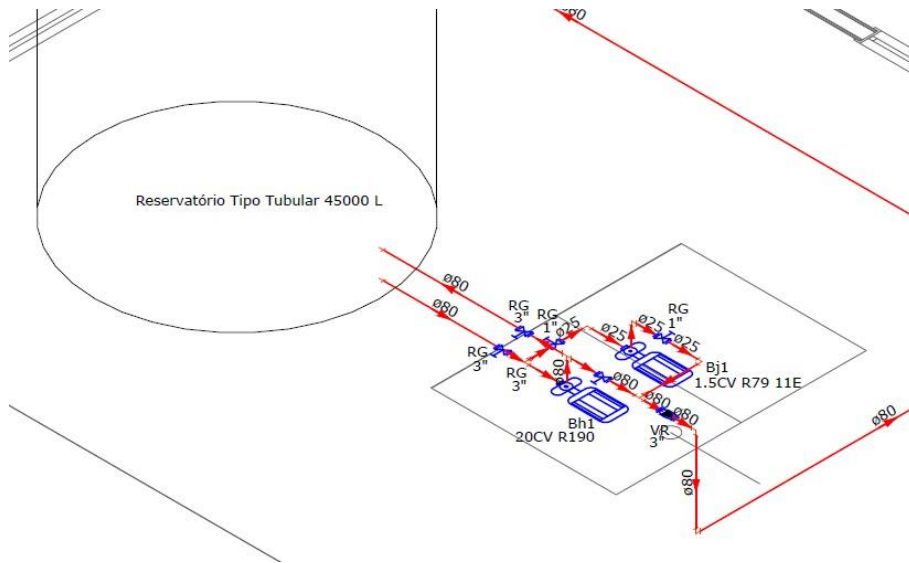 ø80
Reservatório Tipo Tubular 45000 L
ø80
ø80
RG
3"
RG
1"
ø25
ø25
ø25
RG
1"
ø25
RG
3"
RG
3"
ø80
ø80
Bj1
1.5CV R79 11E
ø80
ø80
Bh1
20CV R190
VR
3"
ø80
ø80